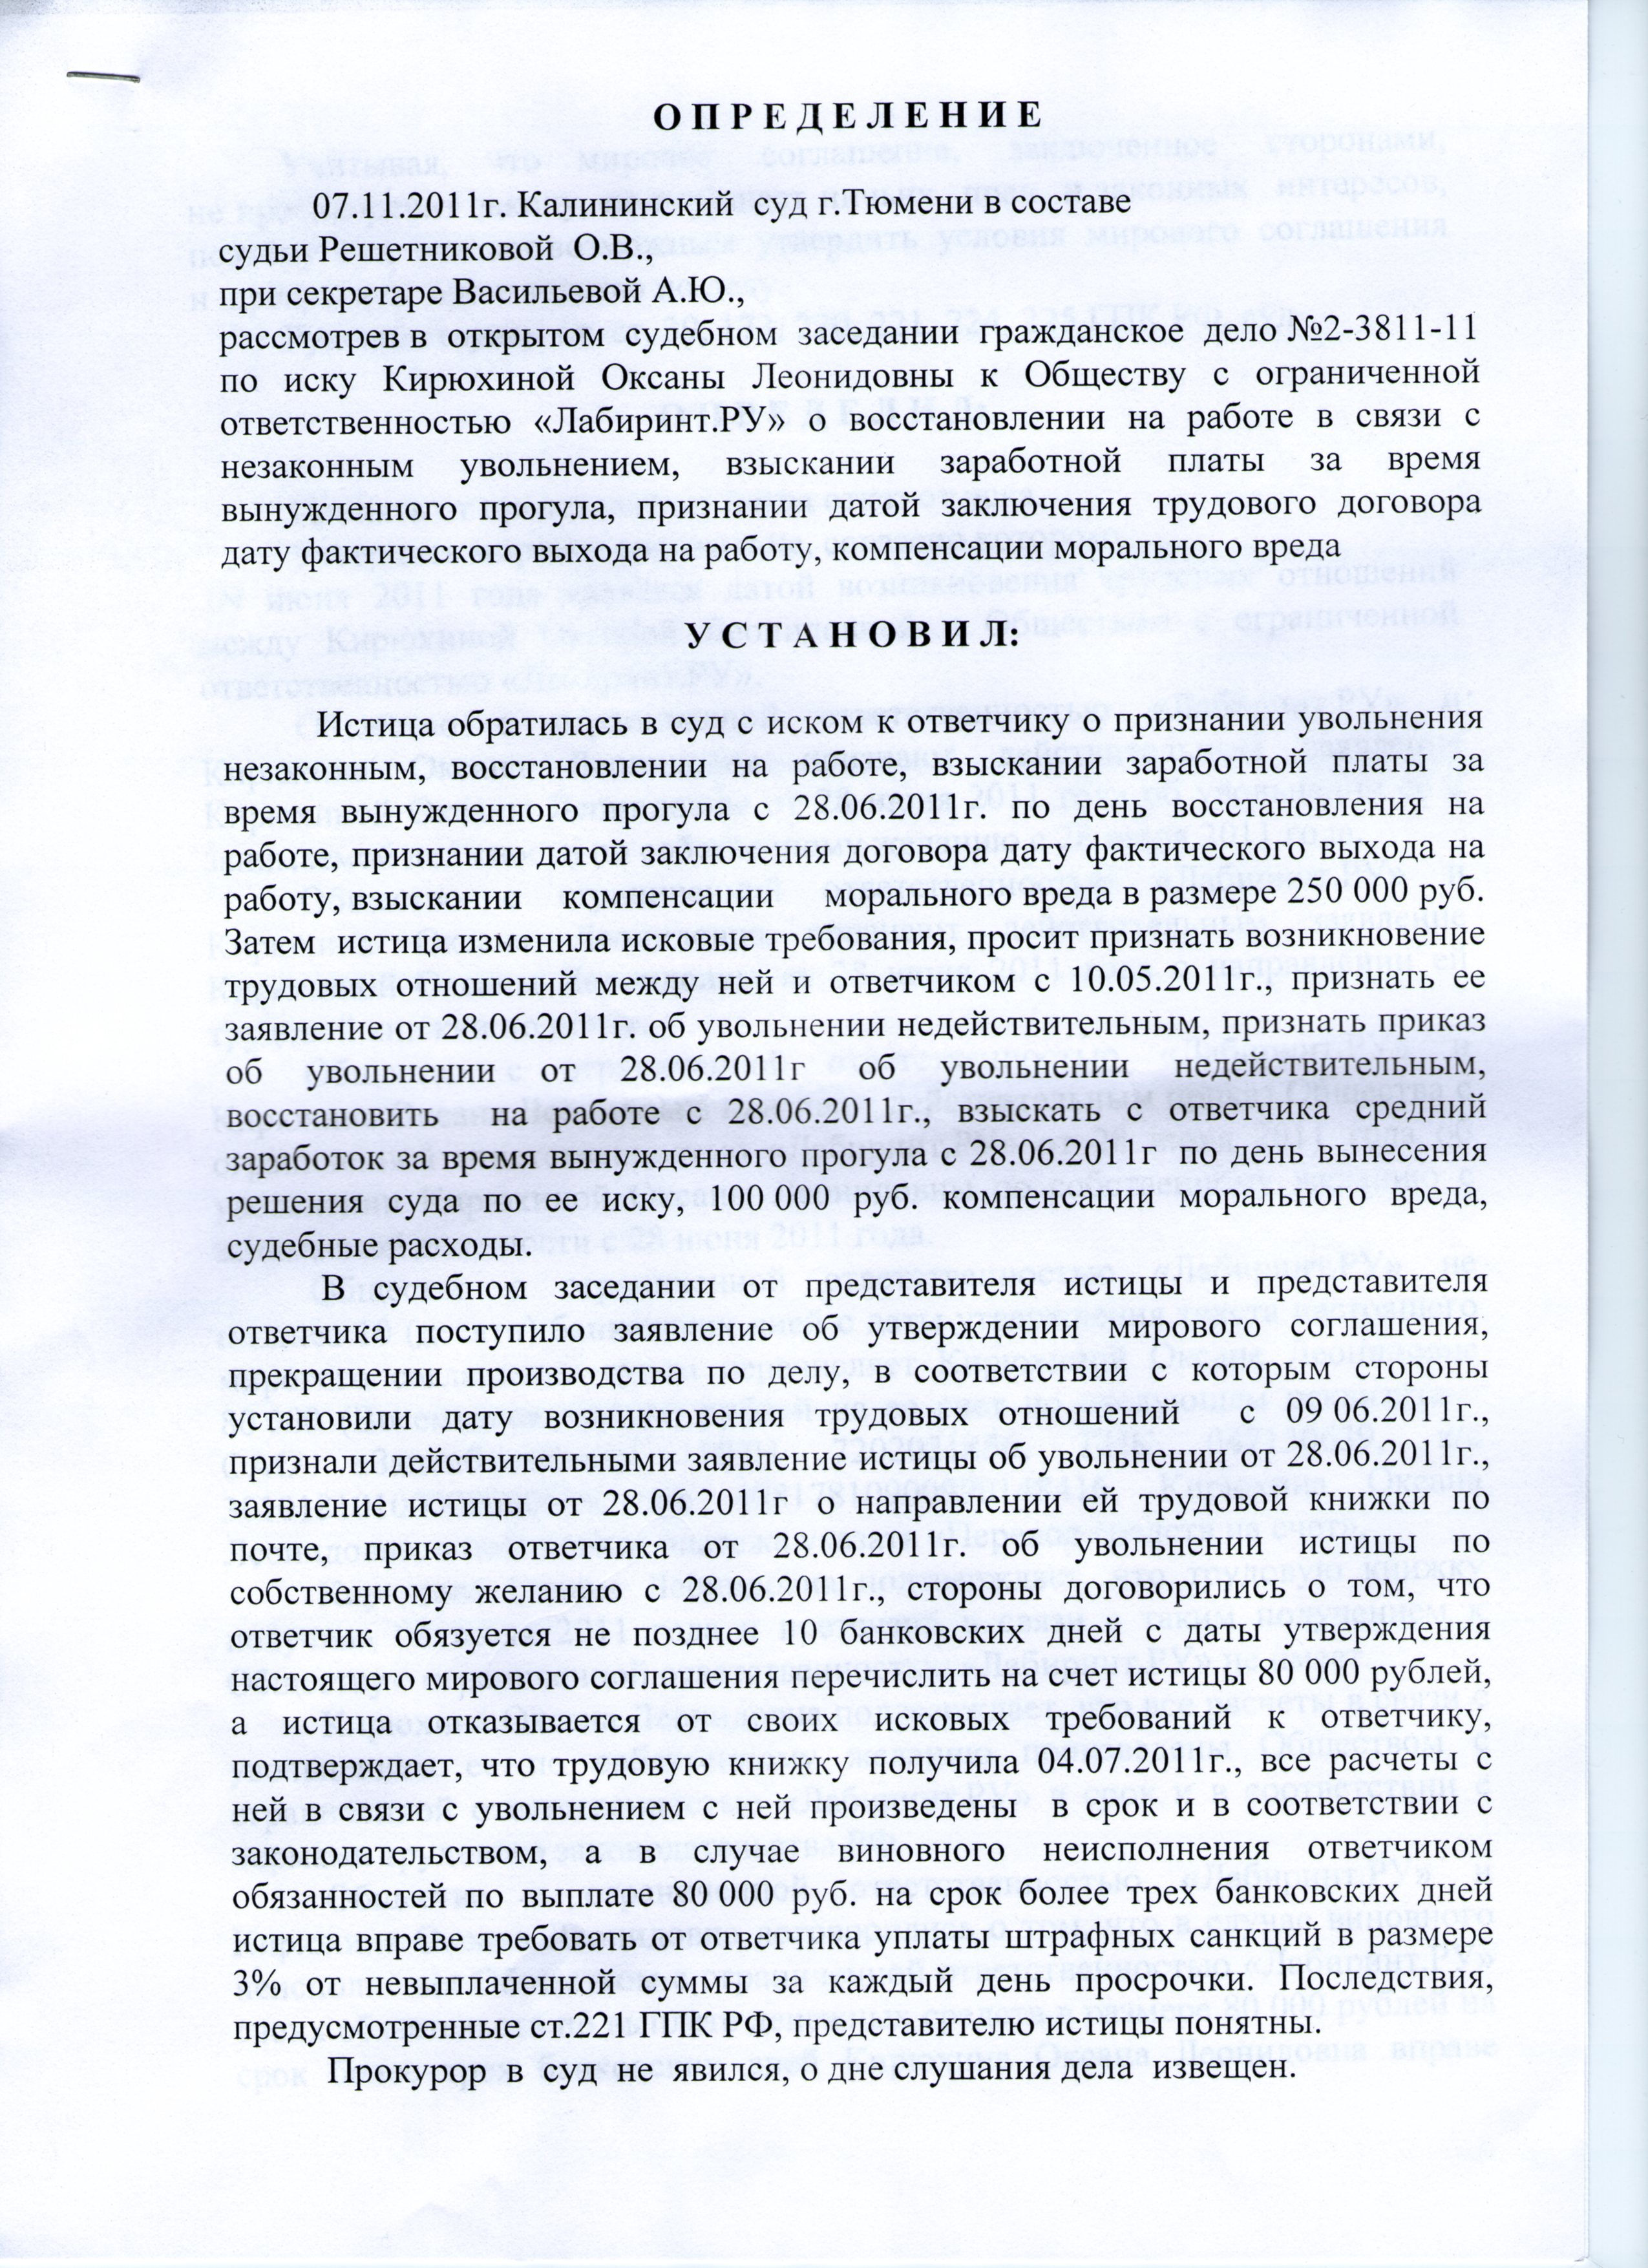 О П Р Е Д Е Л Е Н И Е
07.11.2011г. Калининский суд г.Тюмени в составе
судьи Решетниковой О.В.,
при секретаре Васильевой А.Ю.,
рассмотрев в открытом судебном заседании гражданское дело №2-3811-11
по иску Кирюхиной Оксаны Леонидовны к Обществу с ограниченной
ответственностью «Лабиринт.РУ» о восстановлении на работе в связи с
незаконным увольнением, взыскании заработной платы за время
вынужденного прогула, признании датой заключения трудового договора
дату фактического выхода на работу, компенсации морального вреда
У С Т А Н О В И Л:
Истица обратилась в суд с иском к ответчику о признании увольнения
незаконным, восстановлении на работе, взыскании заработной платы за
время вынужденного прогула с 28.06.2011г. по день восстановления на
работе, признании датой заключения договора дату фактического выхода на
работу, взыскании компенсации морального вреда в размере 250 000 руб.
Затем истица изменила исковые требования, просит признать возникновение
трудовых отношений между ней и ответчиком с 10.05.2011г., признать ее
заявление от 28.06.2011г. об увольнении недействительным, признать приказ
об увольнении от 28.06.2011г об увольнении недействительным,
восстановить на работе с 28.06.2011г., взыскать с ответчика средний
заработок за время вынужденного прогула с 28.06.2011г по день вынесения
решения суда по ее иску, 100 000 руб. компенсации морального вреда,
судебные расходы.
В судебном заседании от представителя истицы и представителя
ответчика поступило заявление об утверждении мирового соглашения,
прекращении производства по делу, в соответствии с которым стороны
установили дату возникновения трудовых отношений с 09 06.2011г.,
признали действительными заявление истицы об увольнении от 28.06.2011г.,
заявление истицы от 28.06.2011г о направлении ей трудовой книжки по
почте, приказ ответчика от 28.06.2011г. об увольнении истицы по
собственному желанию с 28.06.2011г., стороны договорились о том, что
ответчик обязуется не позднее 10 банковских дней с даты утверждения
настоящего мирового соглашения перечислить на счет истицы 80 000 рублей,
а истица отказывается от своих исковых требований к ответчику,
подтверждает, что трудовую книжку получила 04.07.2011г., все расчеты с
ней в связи с увольнением с ней произведены в срок и в соответствии с
законодательством, а в случае виновного неисполнения ответчиком
обязанностей по выплате 80 000 руб. на срок более трех банковских дней
истица вправе требовать от ответчика уплаты штрафных санкций в размере
3% от невыплаченной суммы за каждый день просрочки. Последствия,
предусмотренные ст.221 ГПК РФ, представителю истицы понятны.
Прокурор в суд не явился, о дне слушания дела извещен.